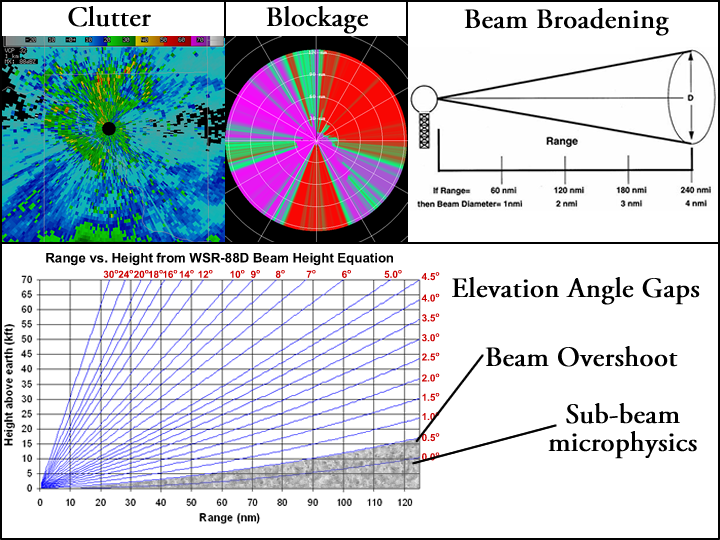 Clutter
Blockage
Beam Broadening
VCP 32
D
Range
If Range= 60 nmi 120 nmi 180 nmi 240 nmi
then Beam Diameter= 1nmi 2 nmi 3 nmi 4 nmi
Range vs. Height from WSR-88D Beam Height Equation
30° 24° 20° 18° 16° 14° 12° 10° 9° 8° 7° 6° 5.0° 4.5°
4.0°
3.5°
3.0°
2.5°
2.0°
1.5°
1.0°
0.5°
0.0°
70
65
60
55
50
45
40
35
30
25
20
15
10
5
0
Height above earth (kft)
0 10 20 30 40 50 60 70 80 90 100 110 120
Range (nm)
Elevation Angle Gaps
Beam Overshoot
Sub-beam
microphysics